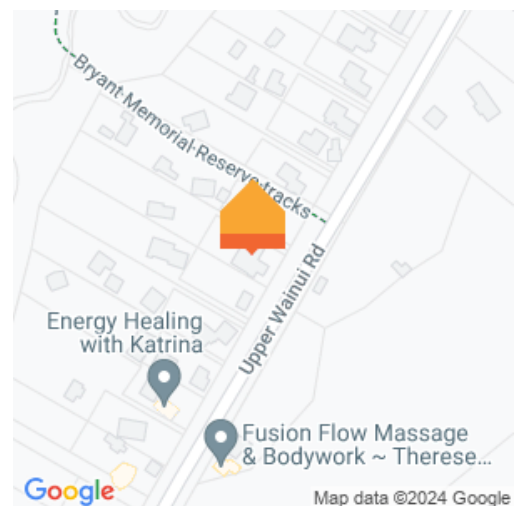 Bryant Memorial Reserve tracks
Upper Wainui Rd
Energy Healing
with Katrina
Fusion Flow Massage
& Bodywork ~ Therese...
Google
Map data ©2024 Google